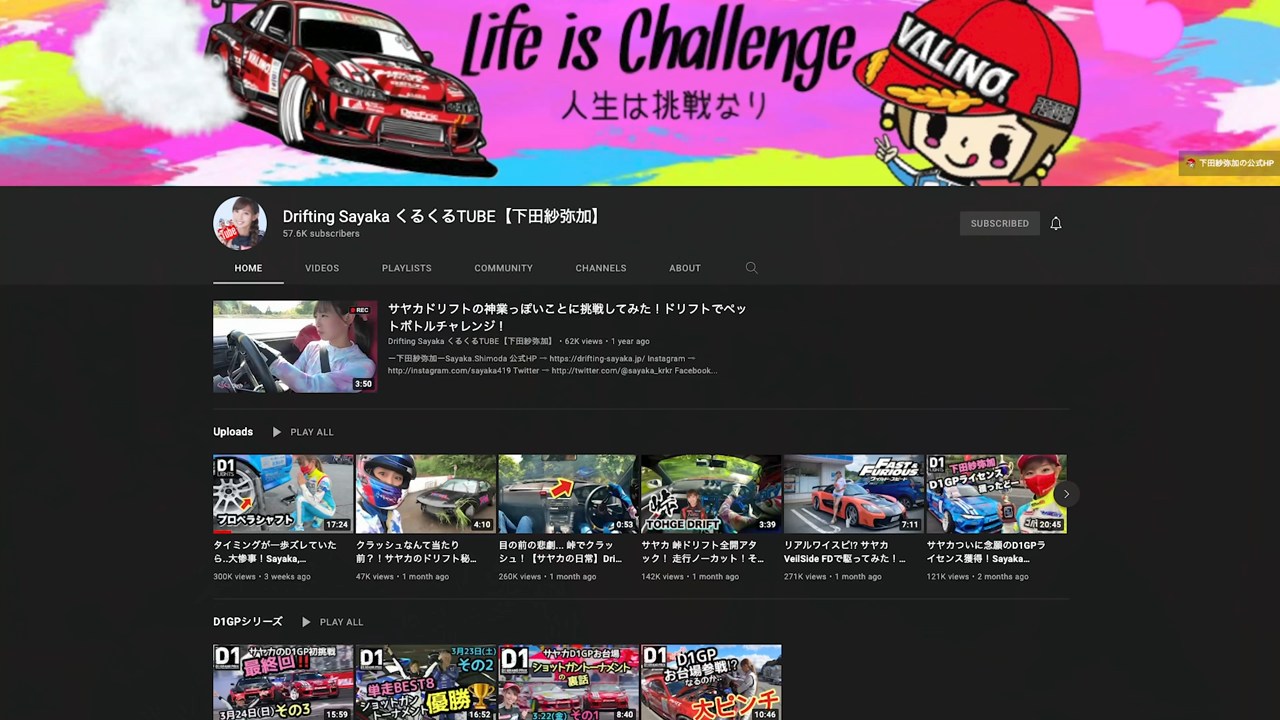 Life is Challenge
人生は挑戦なり
VALINO
VALINO
下田紗弥加の公式HP
Drifting Sayaka くるくるTUBE【下田紗弥加】
57.6K subscribers
SUBSCRIBED
HOME
VIDEOS
PLAYLISTS
COMMUNITY
CHANNELS
ABOUT
REC
3:50
サヤカドリフトの神業っぽいことに挑戦してみた！ドリフトでペッ
トボトルチャレンジ！
Drifting Sayaka くるくるTUBE【下田紗弥加】 • 62K views • 1 year ago
ー下田紗弥加ーSayaka.Shimoda 公式HP → https://drifting-sayaka.jp/ Instagram →
http://instagram.com/sayaka419 Twitter → http://twitter.com/@sayaka_krkr Facebook...
Uploads
PLAY ALL
D1
LIGHTS
プロペラシャフト
17:24
4:10
0:53
峠
TOHGE DRIFT
3:39
FAST &
FURIOUS
7:11
D1
LIGHTS
下田紗弥加
D1GPライセンス
獲ったどー
20:45
タイミングが一歩ズレていた
ら..大惨事！Sayaka,...
300K views • 3 weeks ago
クラッシュなんて当たり
前？！サヤカのドリフト秘...
47K views • 1 month ago
目の前の悲劇... 峠でクラッ
シュ！【サヤカの日常】Dri...
260K views • 1 month ago
サヤカ 峠ドリフト全開アタ
ック！ 走行ノーカット！そ...
142K views • 1 month ago
リアルワイスピ!? サヤカ
VeilSide FDで駆ってみた！...
271K views • 1 month ago
サヤカついに念願のD1GPラ
イセンス獲得！Sayaka...
121K views • 2 months ago
D1GPシリーズ
PLAY ALL
D1
サヤカのD1GP初挑戦
最終回!!
3月24日(日)その3
15:59
D1
3月23日(土)
その2
単走BEST8
ショットガン
トーナメント
優勝
16:52
D1
サヤカD1GPお台場
ショットガントーナメント
の裏話
3:22(金)その1
8:40
D1
D1GP
お台場参戦!?
なるのか..
大ピンチ
10:46